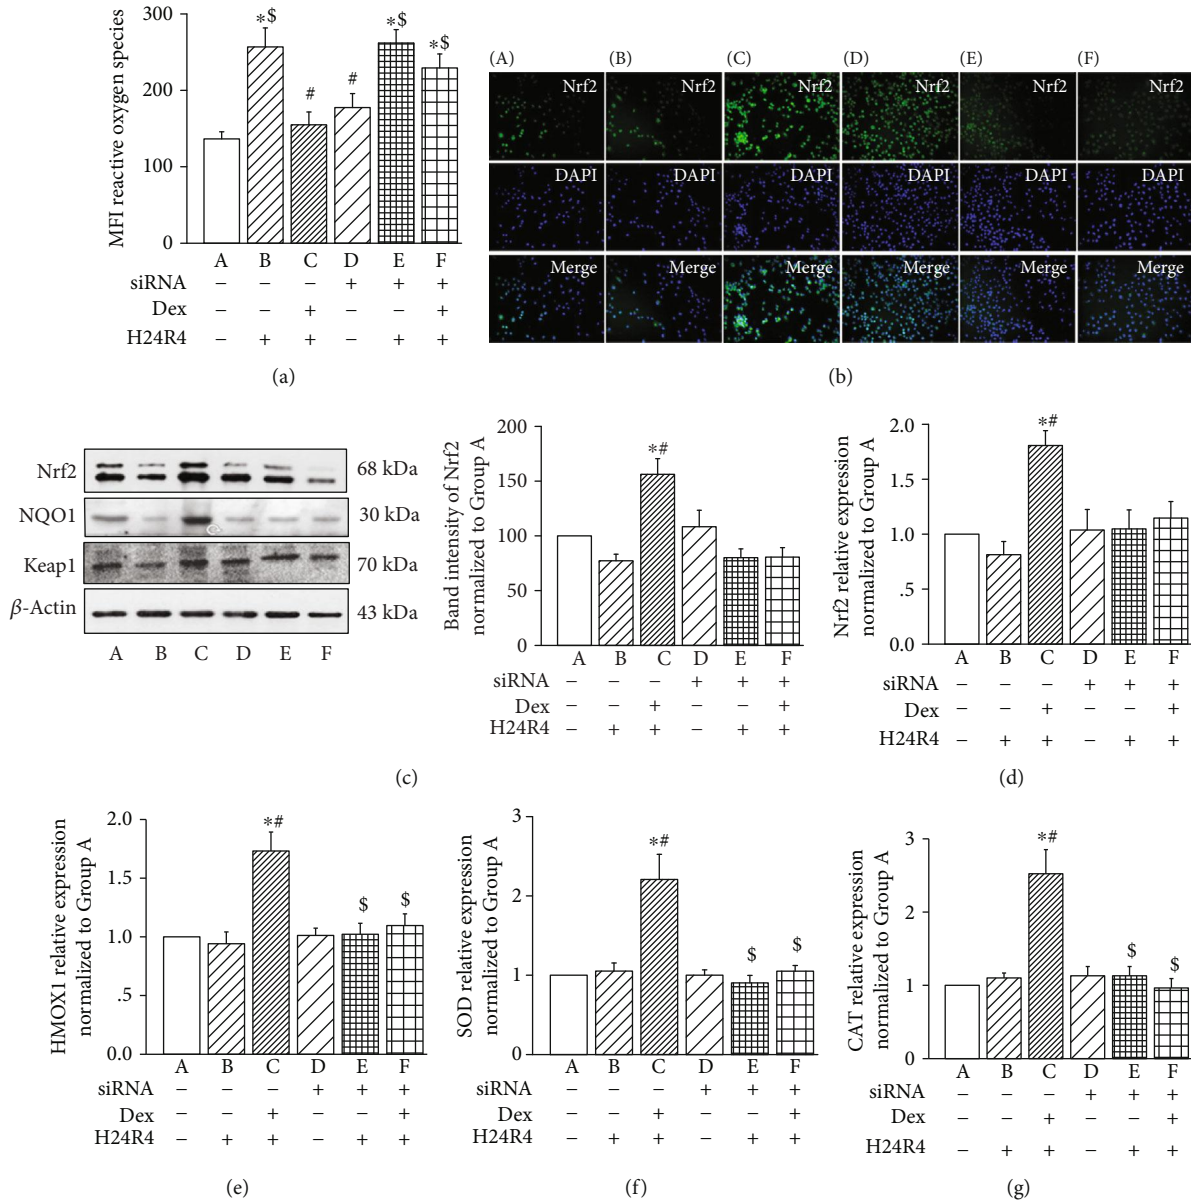 MFI reactive oxygen species
300
200
100
0
*$
#
#
*$
*$
A B C D E F
siRNA − − − + + +
Dex − − + − − +
H24R4 − + + − + +
(a)
(A) (B) (C) (D) (E) (F)
Nrf2 Nrf2 Nrf2 Nrf2 Nrf2 Nrf2
DAPI DAPI DAPI DAPI DAPI DAPI
Merge Merge Merge Merge Merge Merge
(b)
Nrf2 68 kDa
NQO1 30 kDa
Keap1 70 kDa
β-Actin 43 kDa
A B C D E F
Band intensity of Nrf2
normalized to Group A
200
150
100
50
0
*#
A B C D E F
siRNA − − − + + +
Dex − − + − − +
H24R4 − + + − + +
(c)
Nrf2 relative expression
normalized to Group A
2.0
1.5
1.0
.5
0.0
*#
A B C D E F
siRNA − − − + + +
Dex − − + − − +
H24R4 − + + − + +
(d)
HMOX1 relative expression
normalized to Group A
2.0
1.5
1.0
.5
0.0
*#
$
$
A B C D E F
siRNA − − − + + +
Dex − − + − − +
H24R4 − + + − + +
(e)
SOD relative expression
normalized to Group A
3
2
1
0
*#
$
$
A B C D E F
siRNA − − − + + +
Dex − − + − − +
H24R4 − + + − + +
(f)
CAT relative expression
normalized to Group A
3
2
1
0
*#
$
$
A B C D E F
siRNA − − − + + +
Dex − − + − − +
H24R4 − + + − + +
(g)